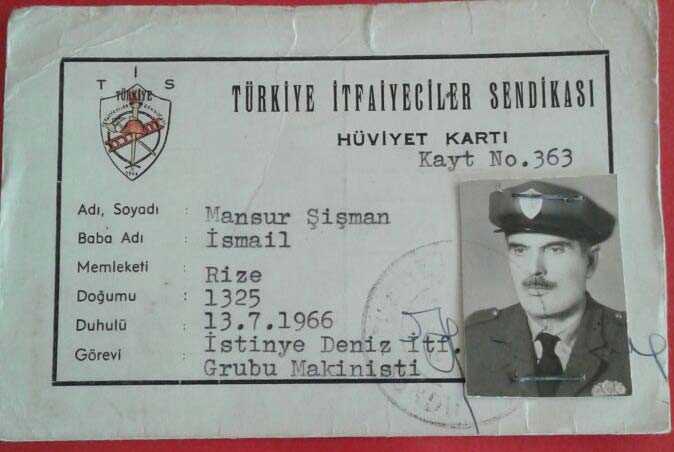 T İ S
TÜRKİYE
TÜRKİYE İTFAİYECİLER SENDİKASI
HÜVİYET KARTI
Kayt No.363
Adı, Soyadı : Mansur Şişman
Baba Adı : İsmail
Memleketi : Rize
Doğumu : 1325
Duhulü : 13.7.1966
Görevi : İstinye Deniz İtf.
Grubu Makinisti